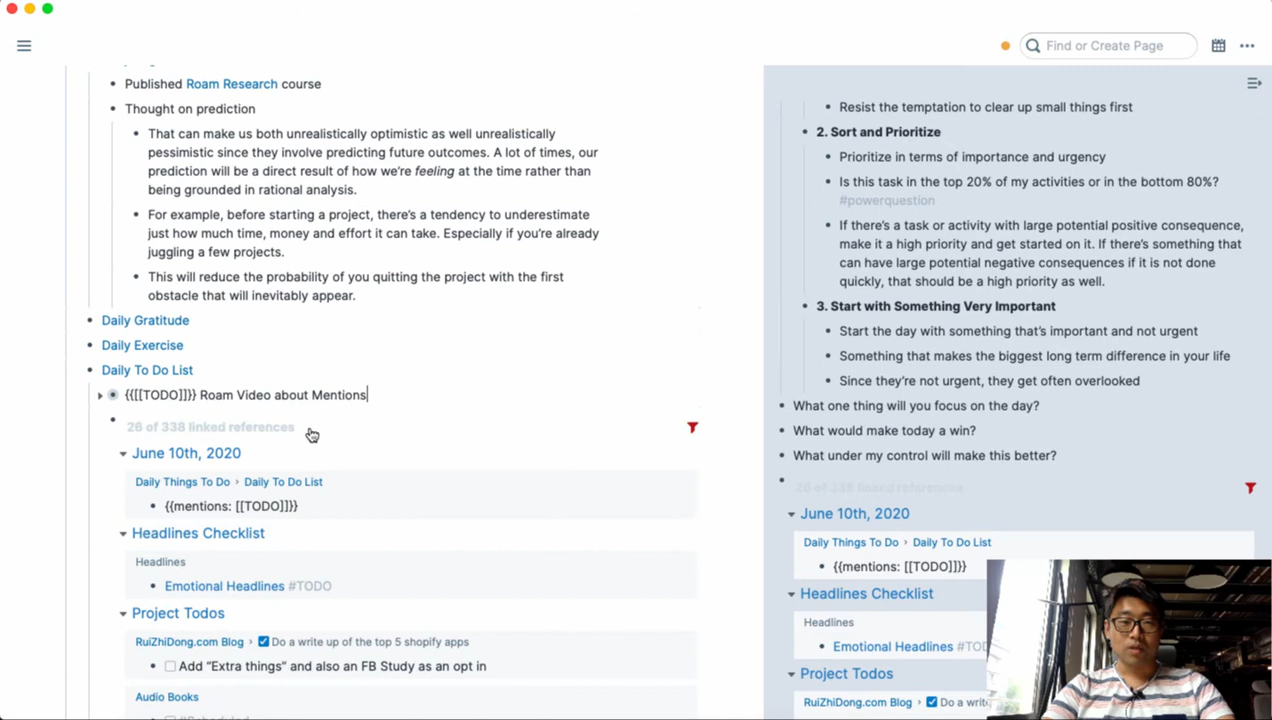 Find or Create Page
Published Roam Research course
Thought on prediction
That can make us both unrealistically optimistic as well unrealistically
pessimistic since they involve predicting future outcomes. A lot of times, our
prediction will be a direct result of how we're feeling at the time rather than
being grounded in rational analysis.
For example, before starting a project, there's a tendency to underestimate
just how much time, money and effort it can take. Especially if you're already
juggling a few projects.
This will reduce the probability of you quitting the project with the first
obstacle that will inevitably appear.
Daily Gratitude
Daily Exercise
Daily To Do List
{{[[TODO]]}} Roam Video about Mentions
26 of 338 linked references
June 10th, 2020
Daily Things To Do › Daily To Do List
{{mentions: [[TODO]]}}
Headlines Checklist
Headlines
Emotional Headlines #TODO
Project Todos
RuiZhiDong.com Blog › Do a write up of the top 5 shopify apps
Add "Extra things" and also an FB Study as an opt in
Audio Books
#Scheduled
Resist the temptation to clear up small things first
2. Sort and Prioritize
Prioritize in terms of importance and urgency
Is this task in the top 20% of my activities or in the bottom 80%?
#powerquestion
If there's a task or activity with large potential positive consequence,
make it a high priority and get started on it. If there's something that
can have large potential negative consequences if it is not done
quickly, that should be a high priority as well.
3. Start with Something Very Important
Start the day with something that's important and not urgent
Something that makes the biggest long term difference in your life
Since they're not urgent, they get often overlooked
What one thing will you focus on the day?
What would make today a win?
What under my control will make this better?
26 of 338 linked references
June 10th, 2020
Daily Things To Do › Daily To Do List
{{mentions: [[TODO]]}}
Headlines Checklist
Headlines
Emotional Headlines #TO
Project Todos
RuiZhiDong.com Blog › Do a writ